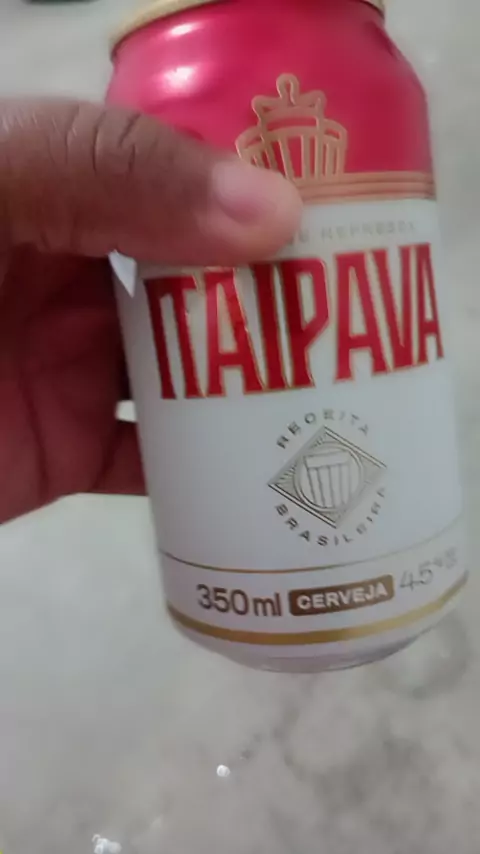 ITAIPAVA
RECEITA
BRASILEIRA
350ml CERVEJA 4,5%